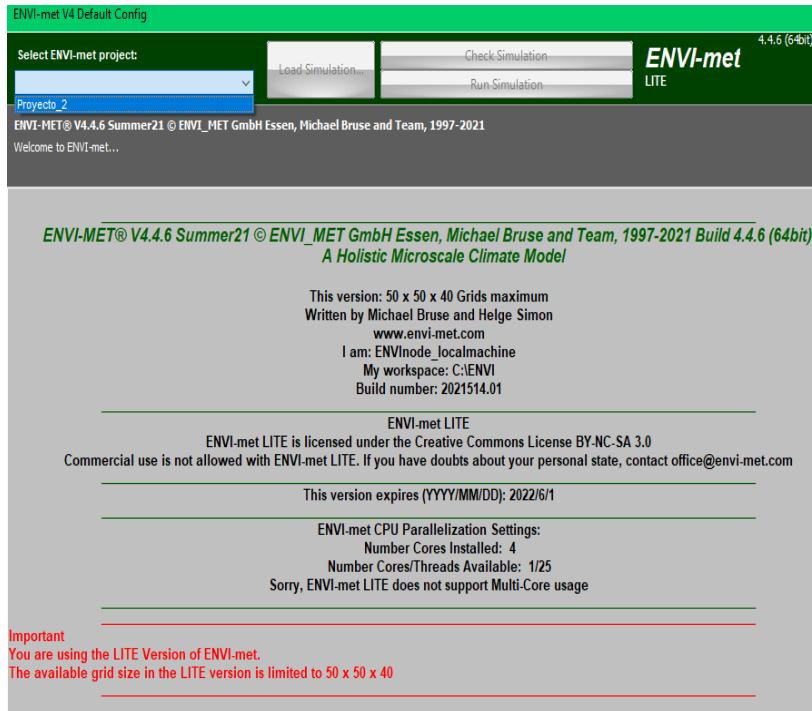 ENVI-met V4 Default Config
4.4.6 (64bit)
Select ENVI-met project:
Load Simulation...
Check Simulation
Run Simulation
ENVI-met
LITE
Proyecto_2
ENVI-MET® V4.4.6 Summer21 © ENVI_MET GmbH Essen, Michael Bruse and Team, 1997-2021
Welcome to ENVI-met...
ENVI-MET® V4.4.6 Summer21 © ENVI_MET GmbH Essen, Michael Bruse and Team, 1997-2021 Build 4.4.6 (64bit)
A Holistic Microscale Climate Model
This version: 50 x 50 x 40 Grids maximum
Written by Michael Bruse and Helge Simon
www.envi-met.com
I am: ENVInode_localmachine
My workspace: C:\ENVI
Build number: 2021514.01
ENVI-met LITE
ENVI-met LITE is licensed under the Creative Commons License BY-NC-SA 3.0
Commercial use is not allowed with ENVI-met LITE. If you have doubts about your personal state, contact office@envi-met.com
This version expires (YYYY/MM/DD): 2022/6/1
ENVI-met CPU Parallelization Settings:
Number Cores Installed: 4
Number Cores/Threads Available: 1/25
Sorry, ENVI-met LITE does not support Multi-Core usage
Important
You are using the LITE Version of ENVI-met.
The available grid size in the LITE version is limited to 50 x 50 x 40